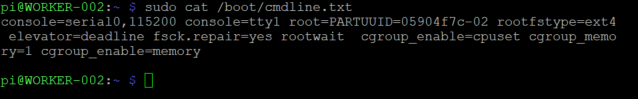 pi@WORKER-002:~ $ sudo cat /boot/cmdline.txt
console=serial0,115200 console=tty1 root=PARTUUID=05904f7c-02 rootfstype=ext4
 elevator=deadline fsck.repair=yes rootwait  cgroup_enable=cpuset cgroup_memo
ry=1 cgroup_enable=memory
pi@WORKER-002:~ $